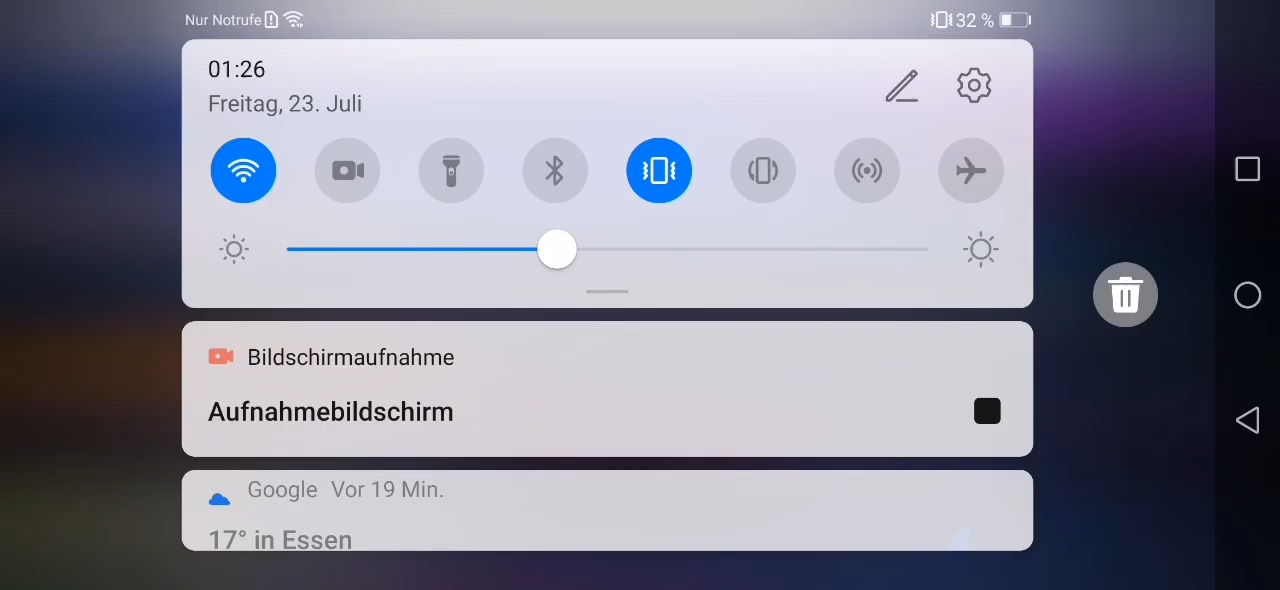 Nur Notrufe
32 %
01:26
Freitag, 23. Juli
Bildschirmaufnahme
Aufnahmebildschirm
Google Vor 19 Min.
17° in Essen